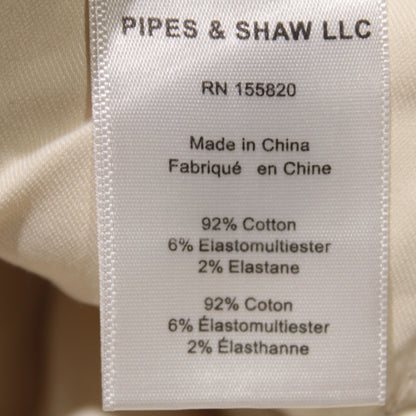 PIPES & SHAW LLC
RN 155820
Made in China
Fabriqué en Chine
92% Cotton
6% Elastomultiester
2% Elastane
92% Coton
6% Élastomultiester
2% Élasthanne